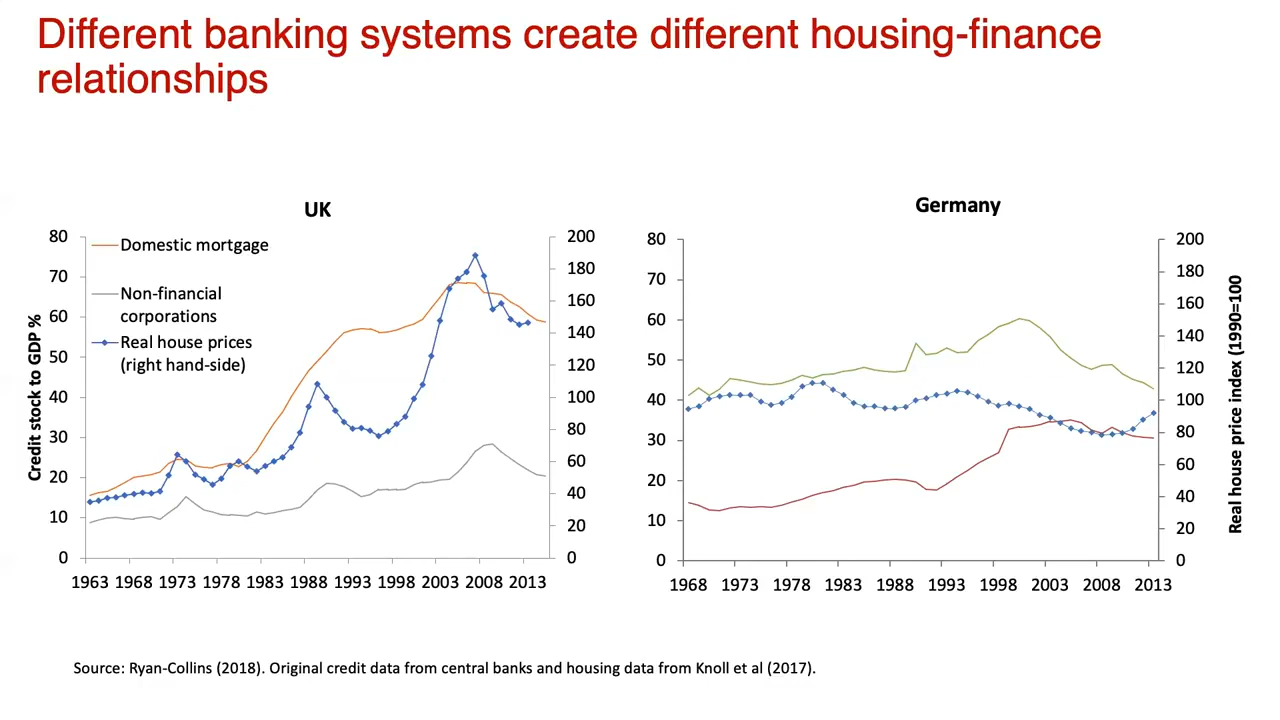 Different banking systems create different housing-finance
relationships
UK
Domestic mortgage
Non-financial
corporations
Real house prices
(right hand-side)
Credit stock to GDP %
80
70
60
50
40
30
20
10
0
200
180
160
140
120
100
80
60
40
20
0
1963 1968 1973 1978 1983 1988 1993 1998 2003 2008 2013
Germany
80
70
60
50
40
30
20
10
0
200
180
160
140
120
100
80
60
40
20
0
Real house price index (1990=100
1968 1973 1978 1983 1988 1993 1998 2003 2008 2013
Source: Ryan-Collins (2018). Original credit data from central banks and housing data from Knoll et al (2017).